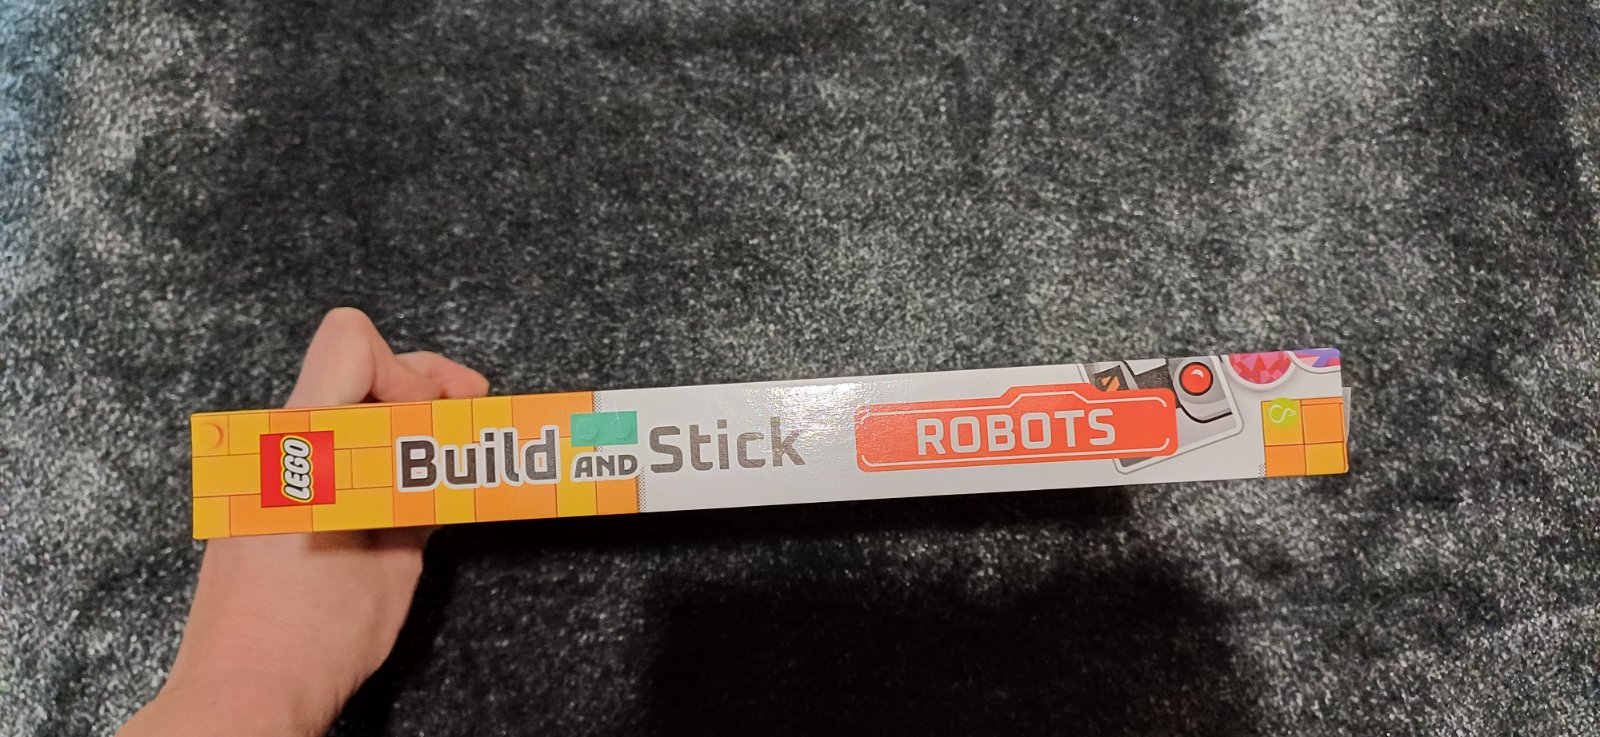 LEGO
Build AND Stick
ROBOTS